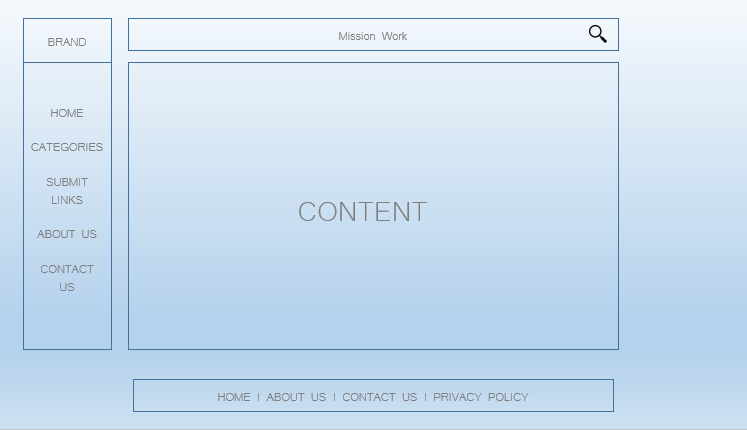 BRAND
Mission Work
HOME
CATEGORIES
SUBMIT
LINKS
ABOUT US
CONTACT
US
CONTENT
HOME | ABOUT US | CONTACT US | PRIVACY POLICY